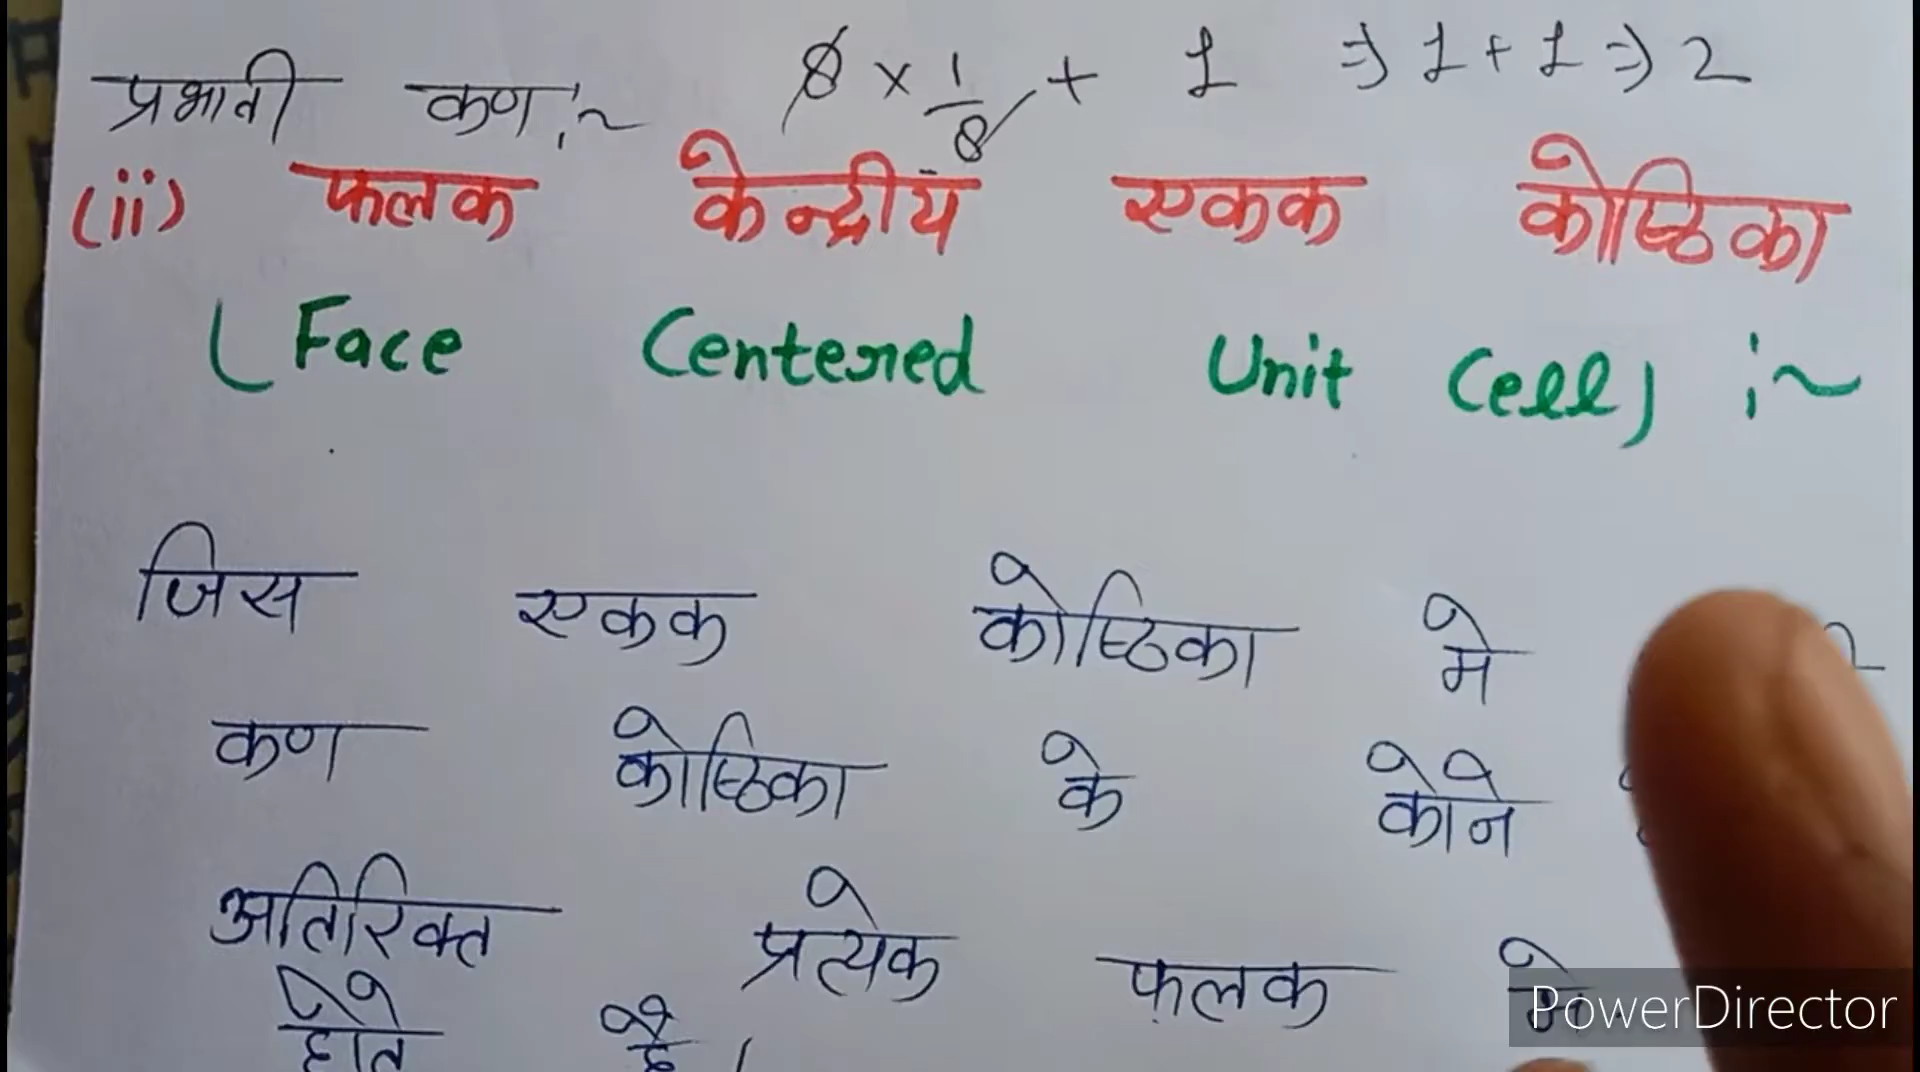 प्रभावी कण :~ 8 × 1/8 + 1 ⇒ 1 + 1 ⇒ 2
(ii) फलक केन्द्रीय एकक कोष्ठिका
(Face Centered Unit Cell) :~
जिस एकक कोष्ठिका मे
कण कोष्ठिका के कोने
अतिरिक्त प्रत्येक फलक मे
होते है।
PowerDirector